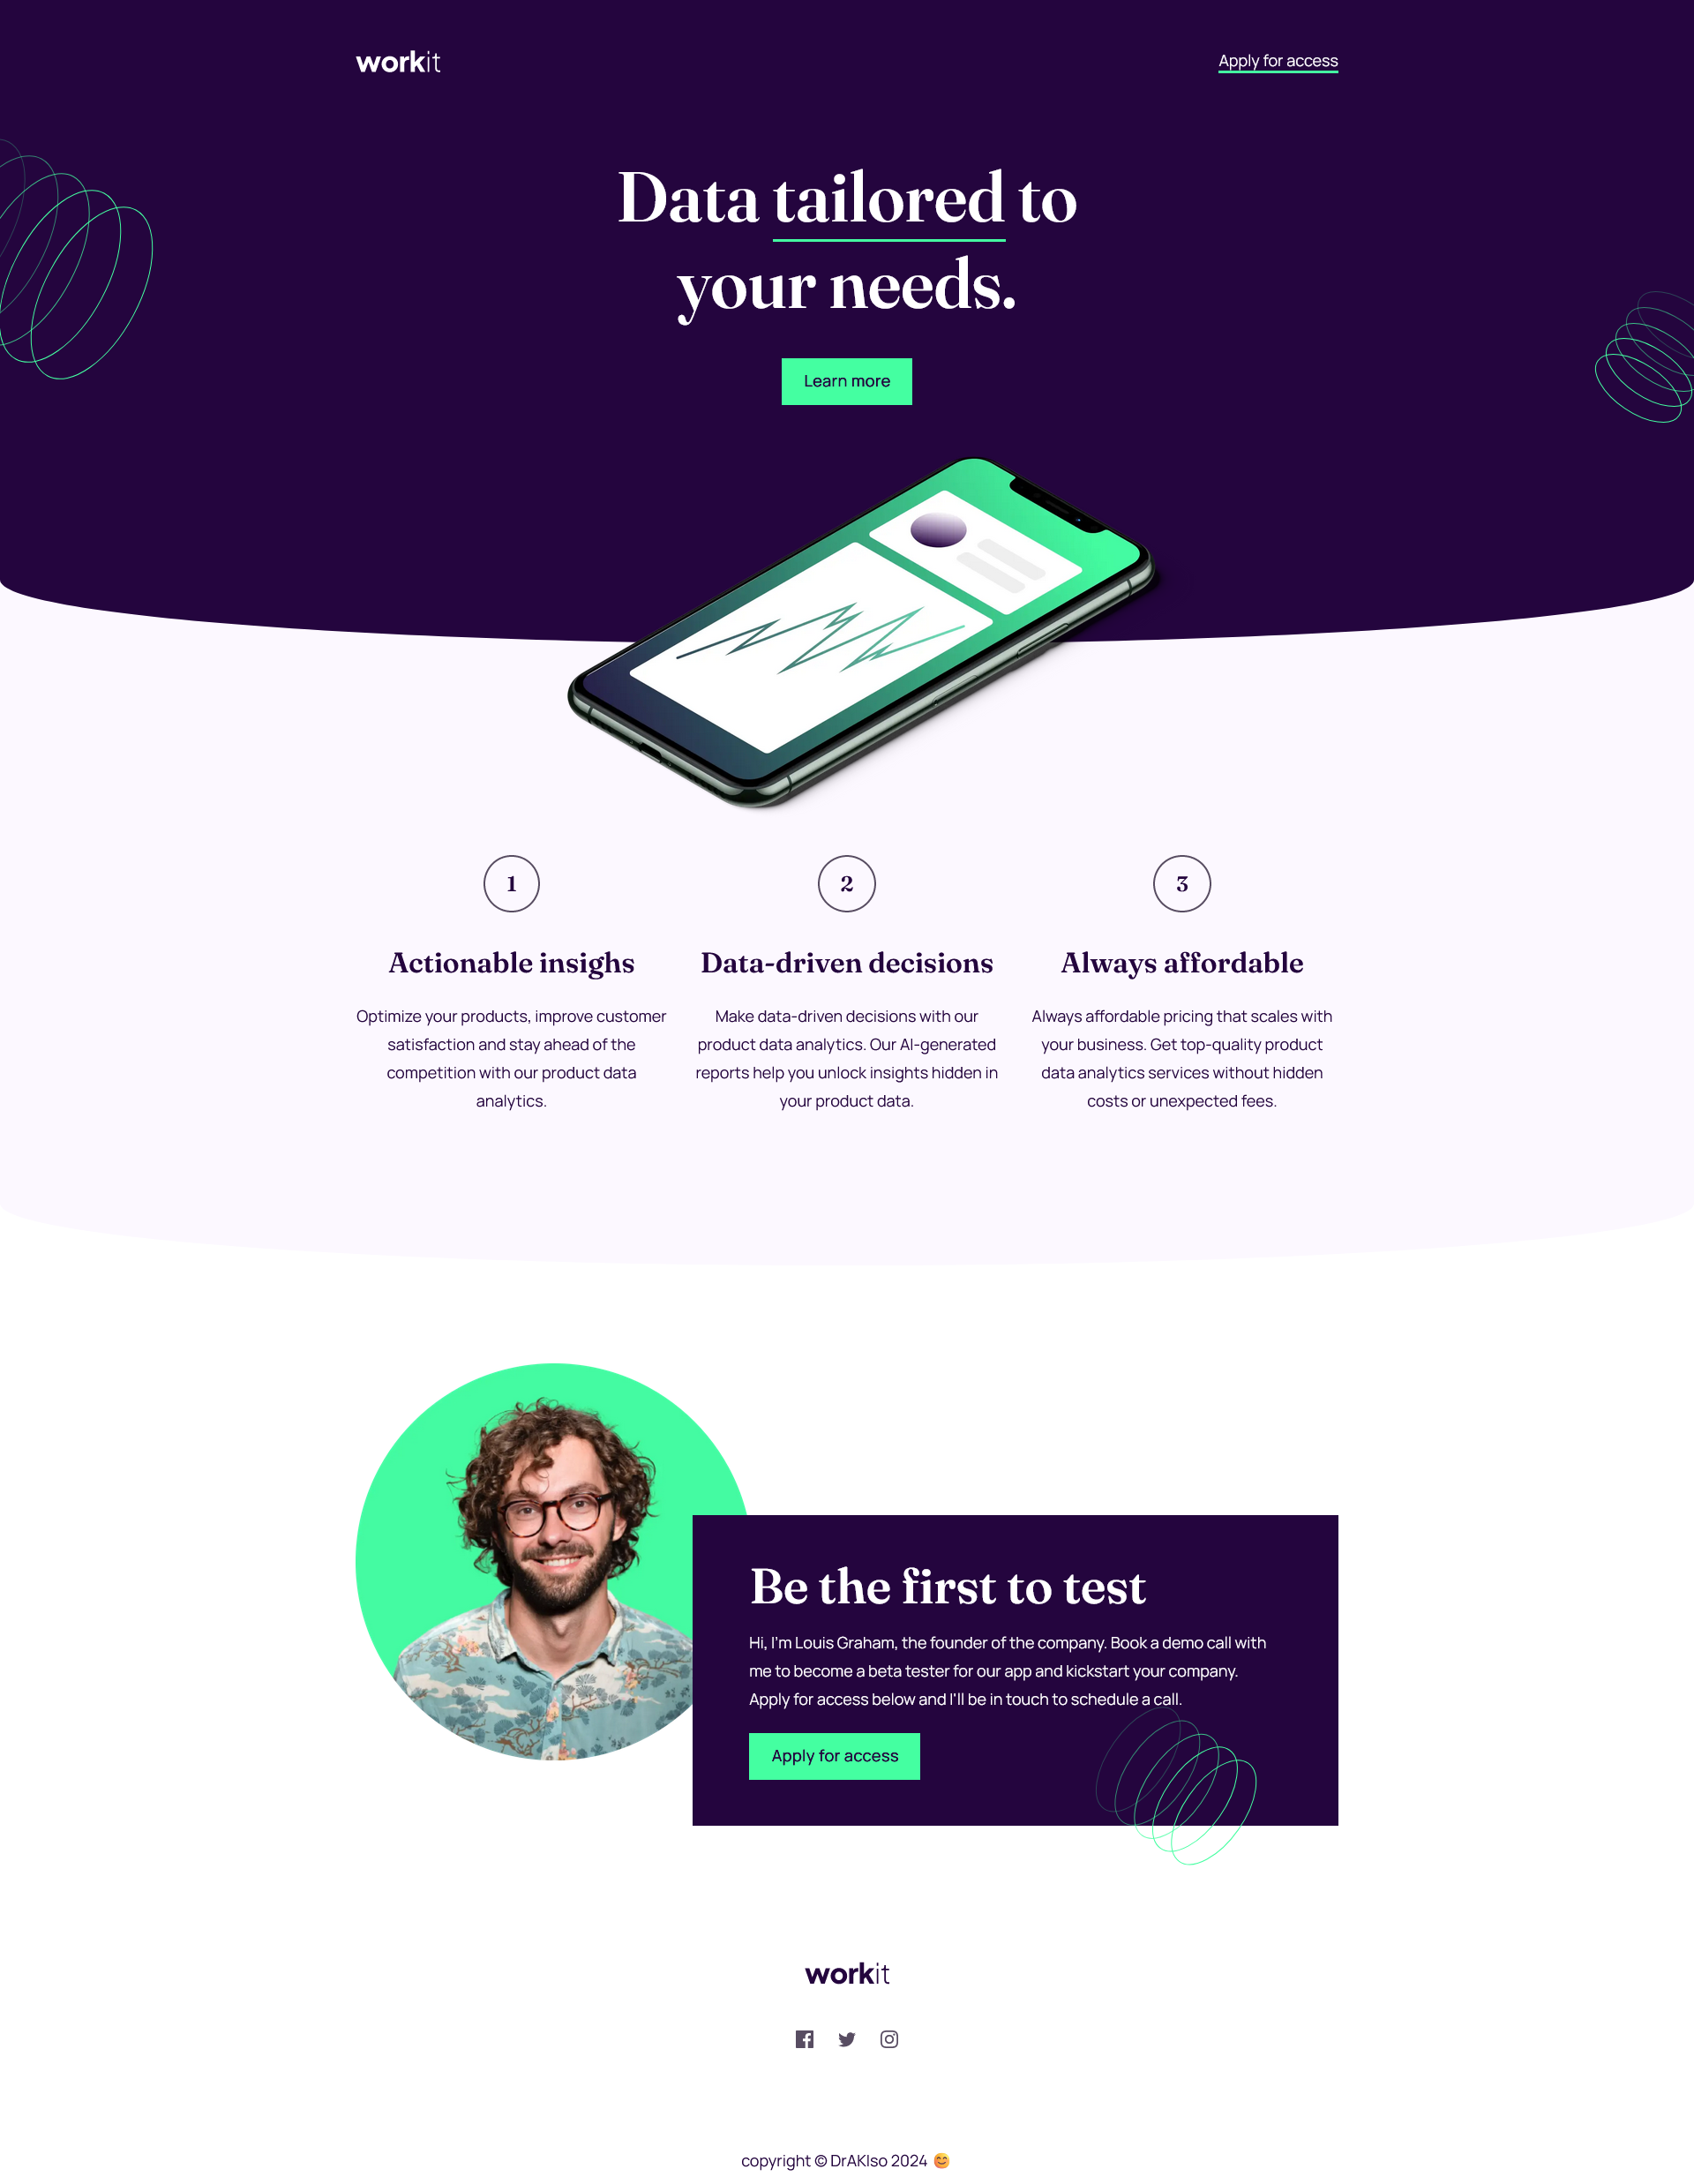 workit
Apply for access
Data tailored to
your needs.
Learn more
1
2
3
Actionable insighs
Data-driven decisions
Always affordable
Optimize your products, improve customer
satisfaction and stay ahead of the
competition with our product data
analytics.
Make data-driven decisions with our
product data analytics. Our AI-generated
reports help you unlock insights hidden in
your product data.
Always affordable pricing that scales with
your business. Get top-quality product
data analytics services without hidden
costs or unexpected fees.
Be the first to test
Hi, I'm Louis Graham, the founder of the company. Book a demo call with
me to become a beta tester for our app and kickstart your company.
Apply for access below and I'll be in touch to schedule a call.
Apply for access
workit
copyright © DrAKIso 2024 😊